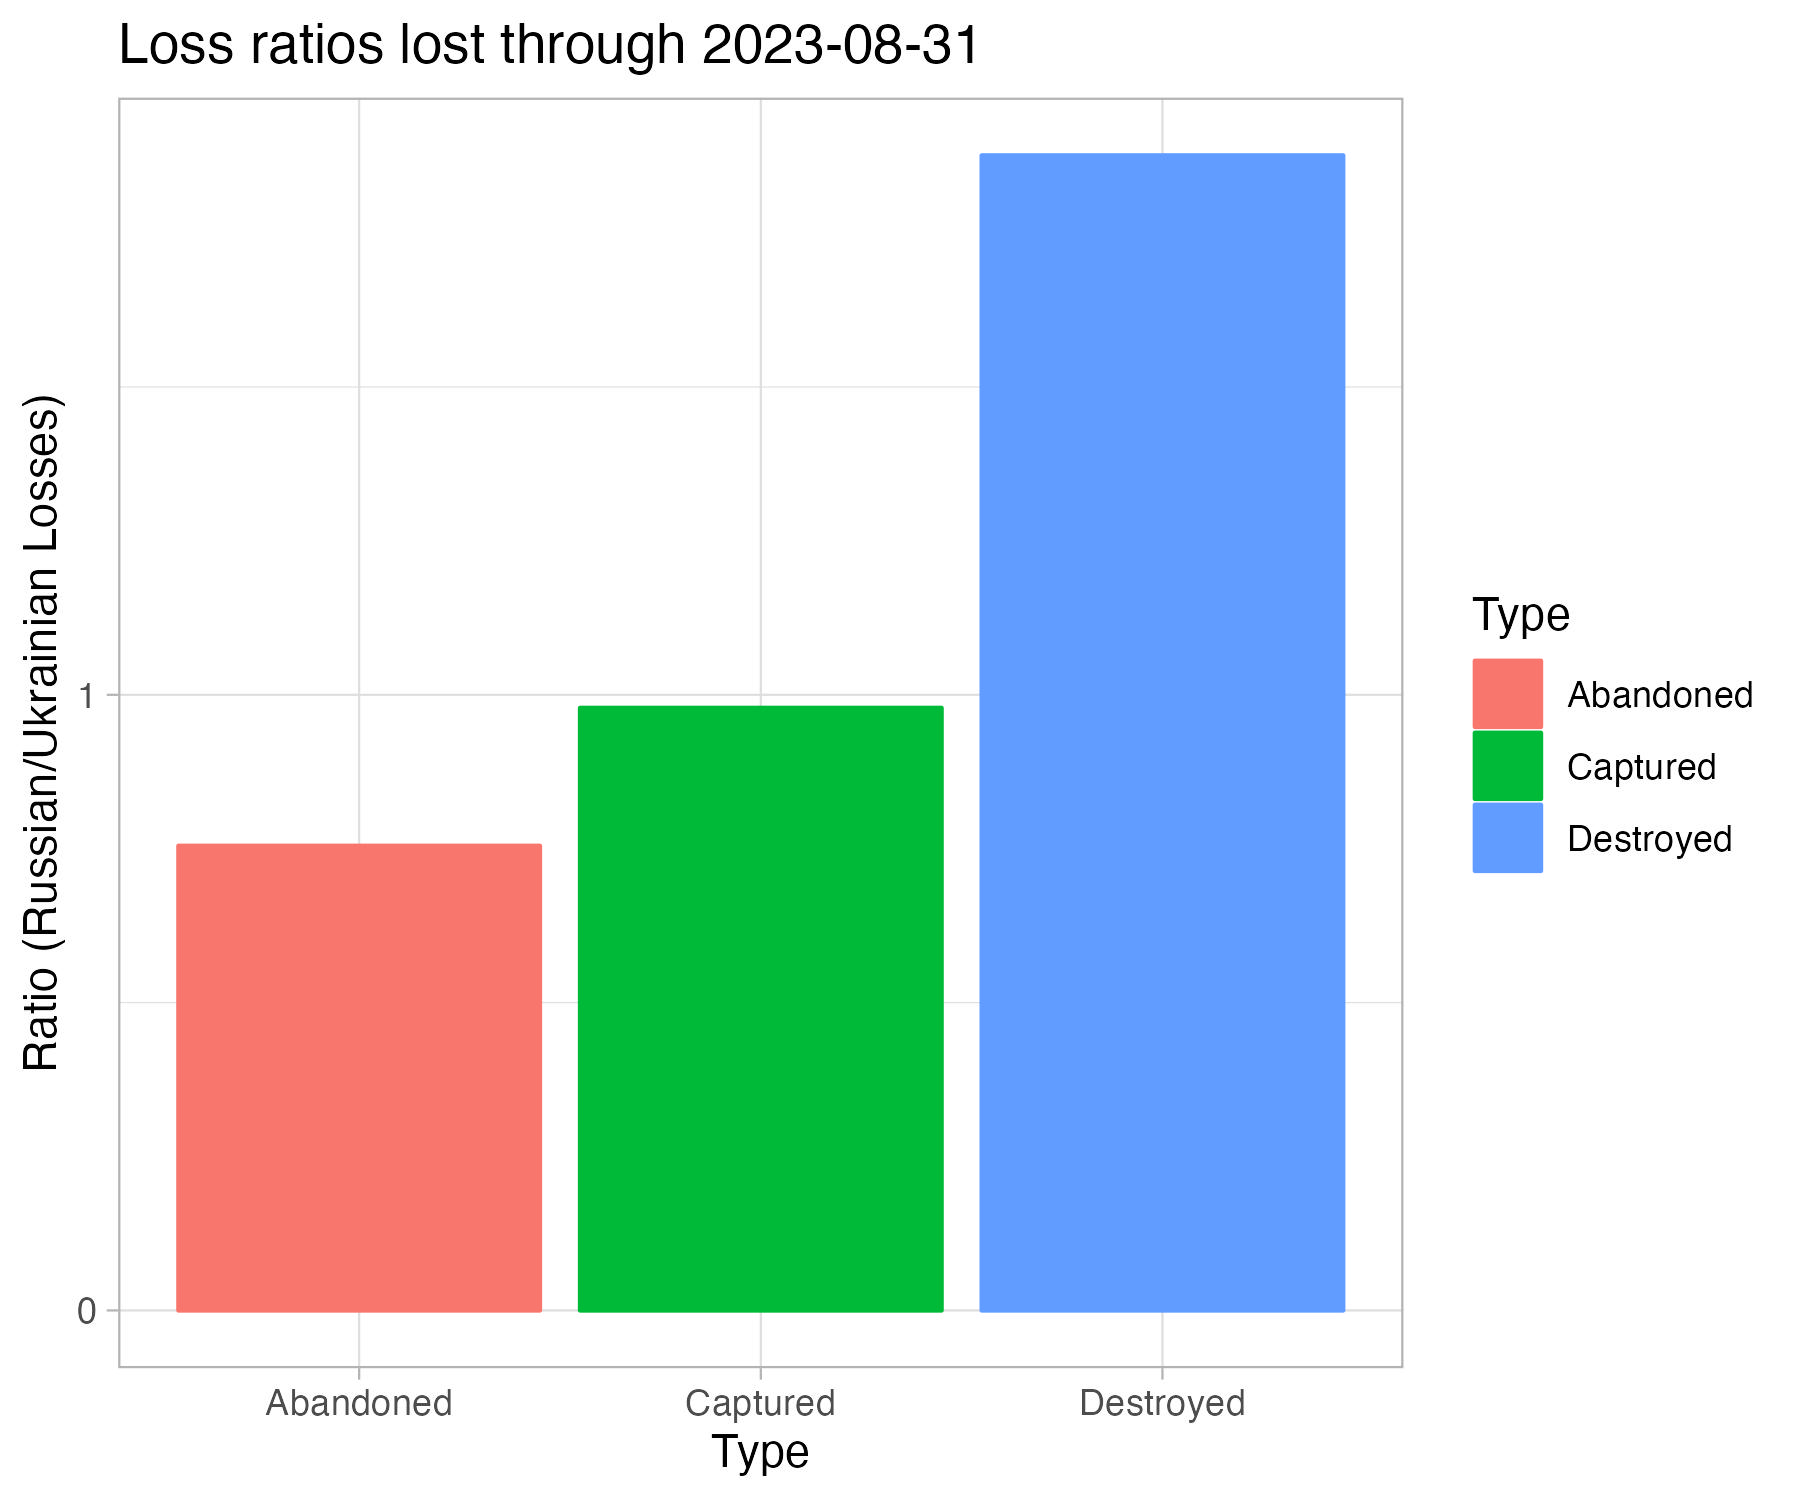 Loss ratios lost through 2023-08-31
Ratio (Russian/Ukrainian Losses)
1
0
Abandoned
Captured
Destroyed
Type
Type
Abandoned
Captured
Destroyed